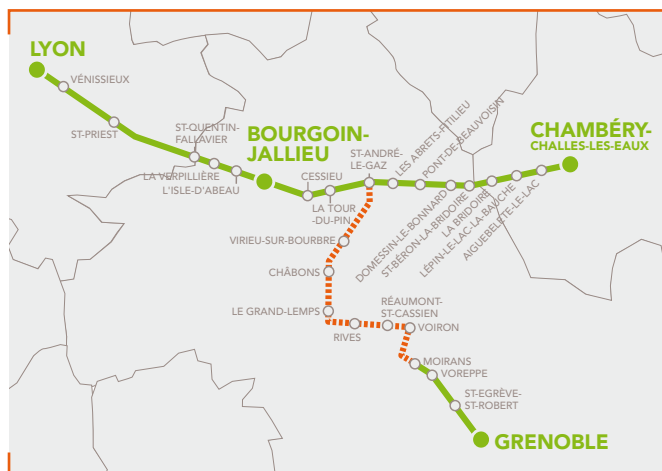 LYON
VÉNISSIEUX
ST-PRIEST
ST-QUENTIN-
FALLAVIER
LA VERPILLIÈRE
L'ISLE-D'ABEAU
BOURGOIN-
JALLIEU
CESSIEU
LA TOUR
-DU-PIN
ST-ANDRÉ-
LE-GAZ
LES ABRETS-FITILIEU
PONT-DE-BEAUVOISIN
DOMESSIN-LE-BONNARD
ST-BÉRON-LA-BRIDOIRE
LA BRIDOIRE
LÉPIN-LE-LAC-LA-BAUCHE
AIGUEBELETE-LE-LAC
CHAMBÉRY-
CHALLES-LES-EAUX
VIRIEU-SUR-BOURBRE
CHÂBONS
LE GRAND-LEMPS
RIVES
RÉAUMONT-
ST-CASSIEN
VOIRON
MOIRANS
VOREPPE
ST-EGRÈVE-
ST-ROBERT
GRENOBLE